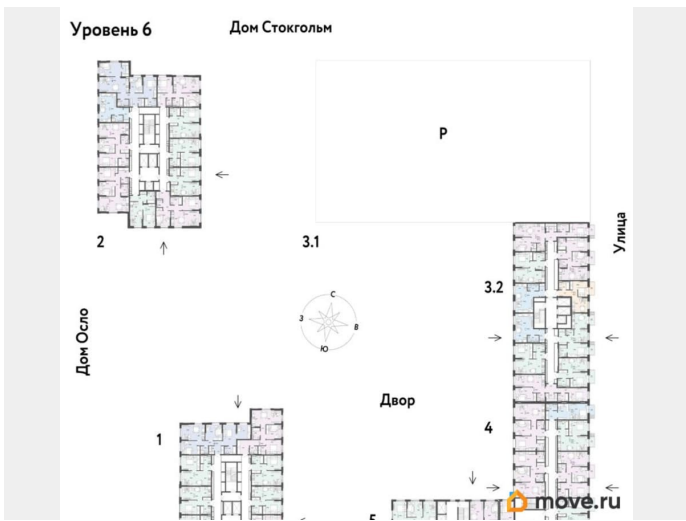 Уровень 6
Дом Стокгольм
P
Улица
2
3.1
3.2
С
З
В
Ю
Дом Осло
Двор
1
4
5
move.ru